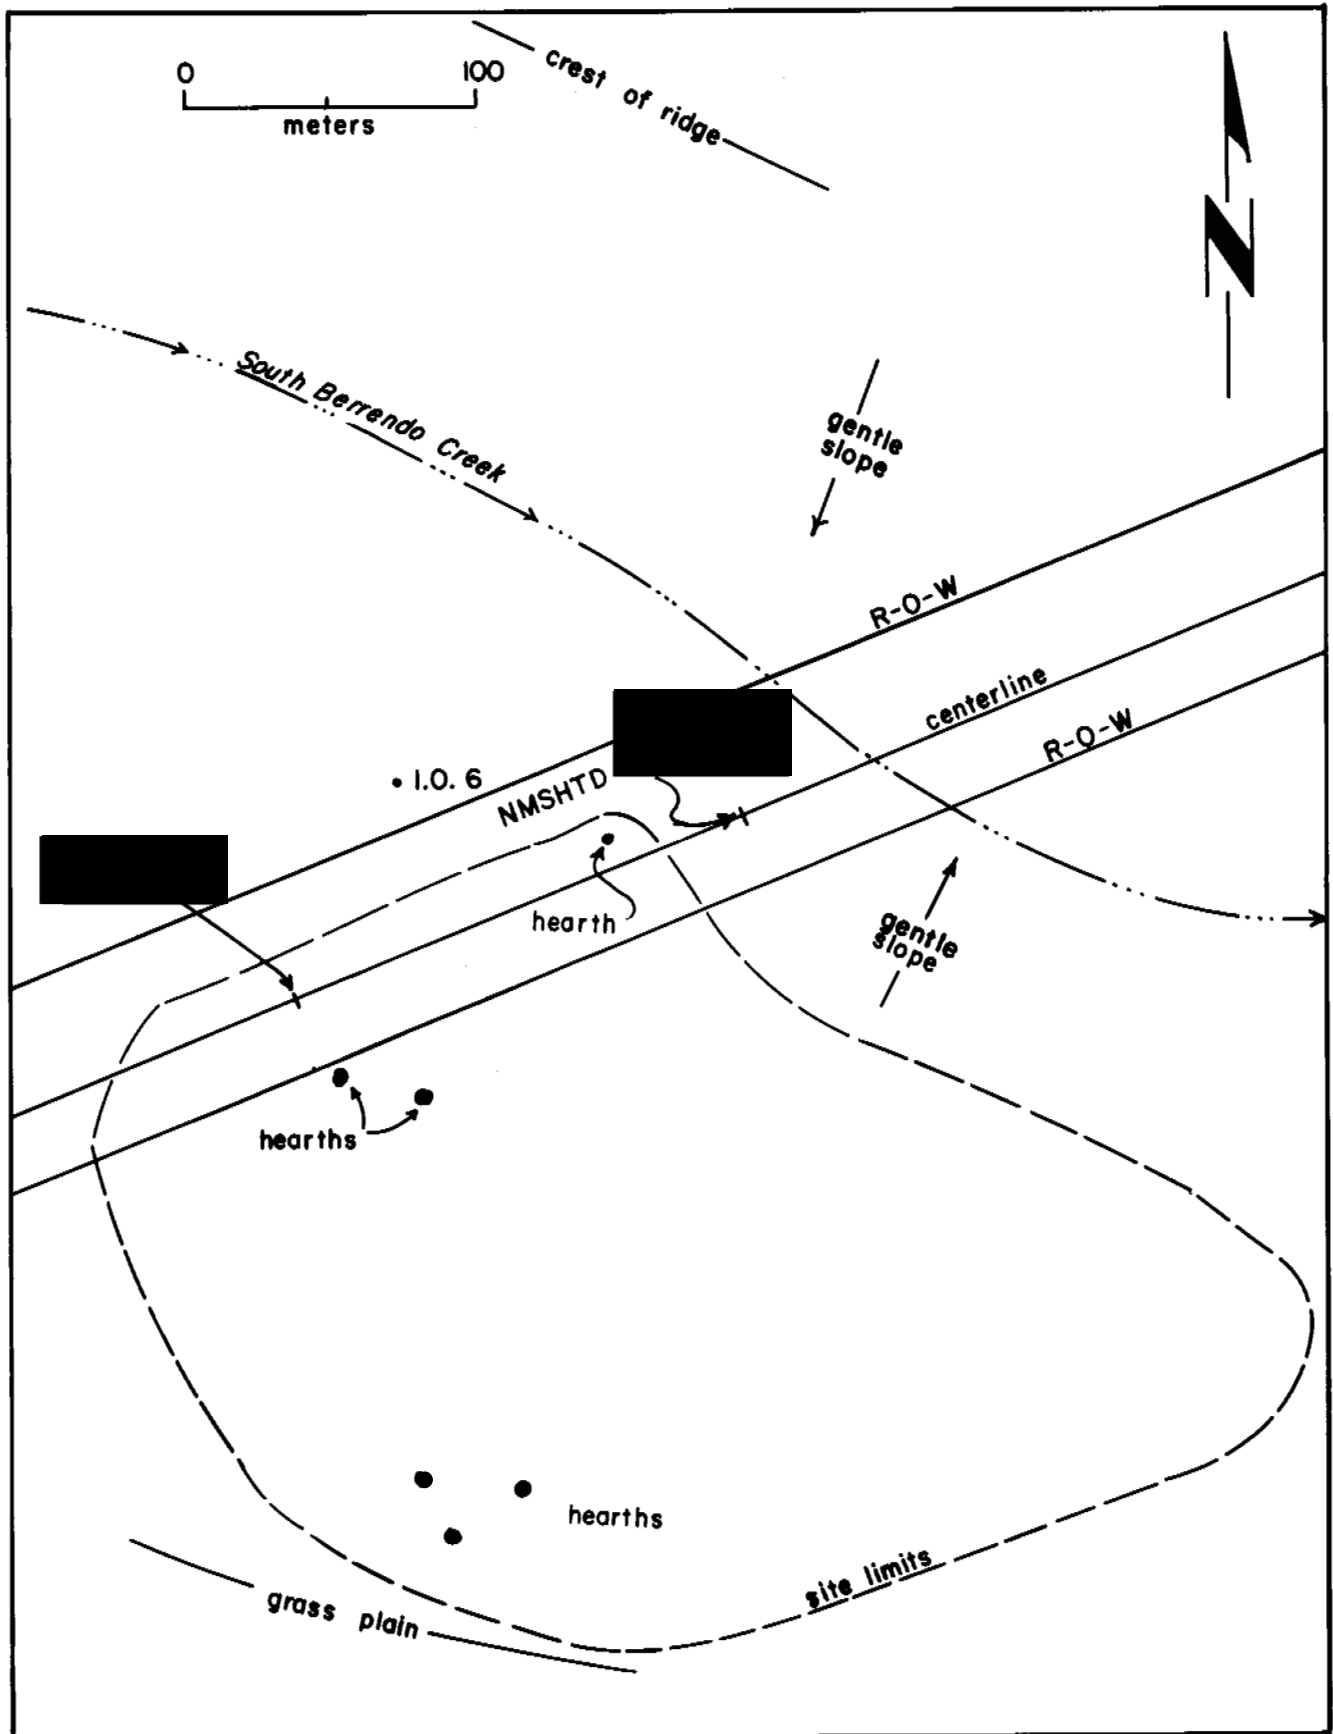 0 100
meters
crest of ridge
N
South Berrendo Creek
gentle
slope
R-O-W
centerline
R-O-W
I.O. 6
NMSHTD
hearth
gentle
slope
hearths
hearths
site limits
grass plain